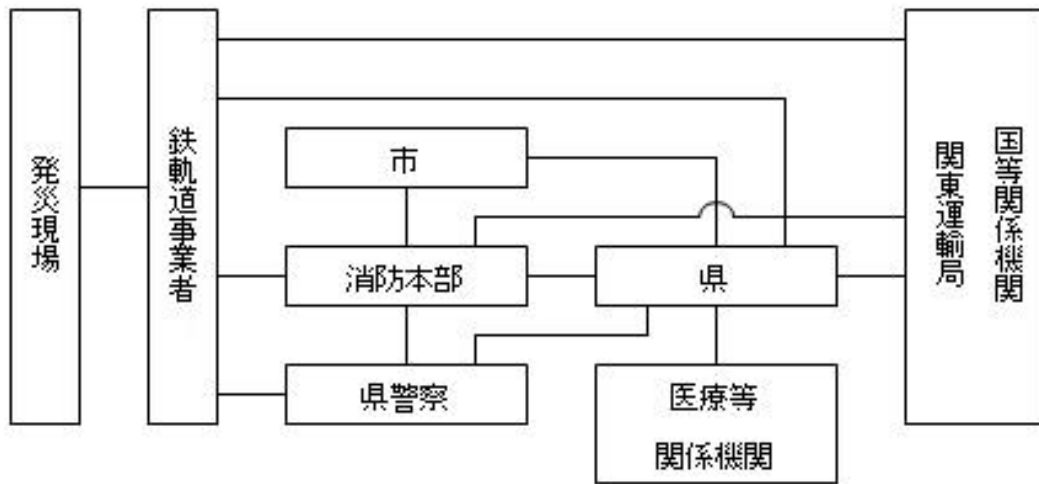 発災現場
鉄軌道事業者
市
消防本部
県
県警察
医療等
関係機関
国等関係機関
関東運輸局